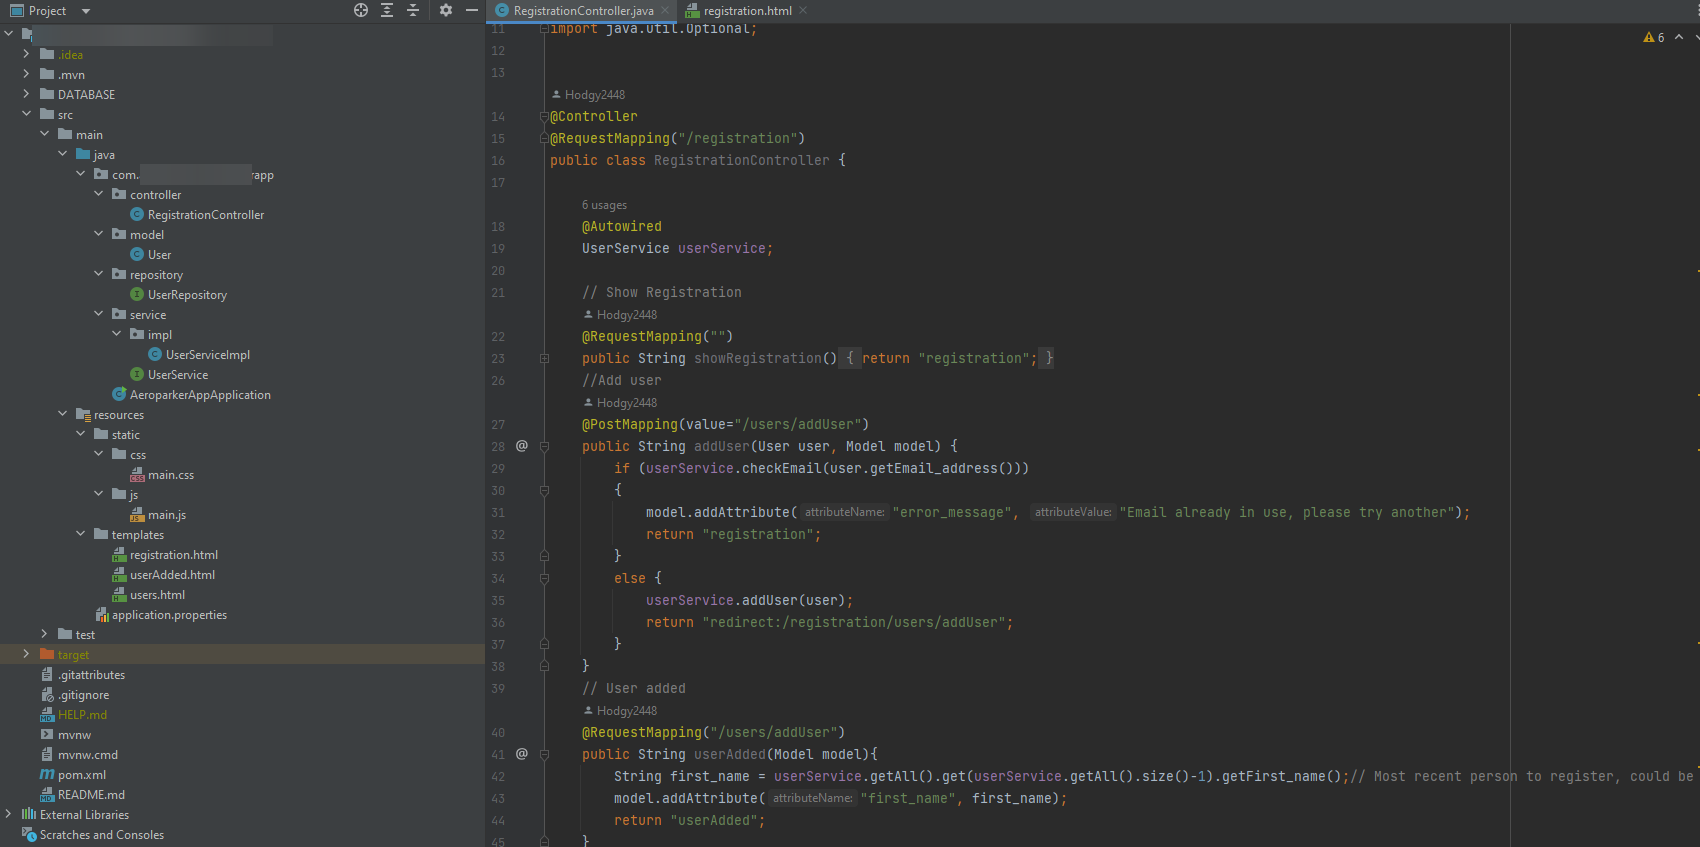 Project
.idea
.mvn
DATABASE
src
main
java
com. rapp
controller
RegistrationController
model
User
repository
UserRepository
service
impl
UserServiceImpl
UserService
AeroparkerAppApplication
resources
static
css
main.css
js
main.js
templates
registration.html
userAdded.html
users.html
application.properties
test
target
.gitattributes
.gitignore
HELP.md
mvnw
mvnw.cmd
pom.xml
README.md
External Libraries
Scratches and Consoles
RegistrationController.java registration.html
6
11 import java.util.Optional;
12
13
Hodgy2448
14 @Controller
15 @RequestMapping("/registration")
16 public class RegistrationController {
17
6 usages
18 @Autowired
19 UserService userService;
20
21 // Show Registration
Hodgy2448
22 @RequestMapping("")
23 public String showRegistration() { return "registration"; }
26 //Add user
Hodgy2448
27 @PostMapping(value="/users/addUser")
28 @ public String addUser(User user, Model model) {
29 if (userService.checkEmail(user.getEmail_address()))
30 {
31 model.addAttribute( attributeName: "error_message", attributeValue: "Email already in use, please try another");
32 return "registration";
33 }
34 else {
35 userService.addUser(user);
36 return "redirect:/registration/users/addUser";
37 }
38 }
39 // User added
Hodgy2448
40 @RequestMapping("/users/addUser")
41 @ public String userAdded(Model model){
42 String first_name = userService.getAll().get(userService.getAll().size()-1).getFirst_name();// Most recent person to register, could be
43 model.addAttribute( attributeName: "first_name", first_name);
44 return "userAdded";
45 }